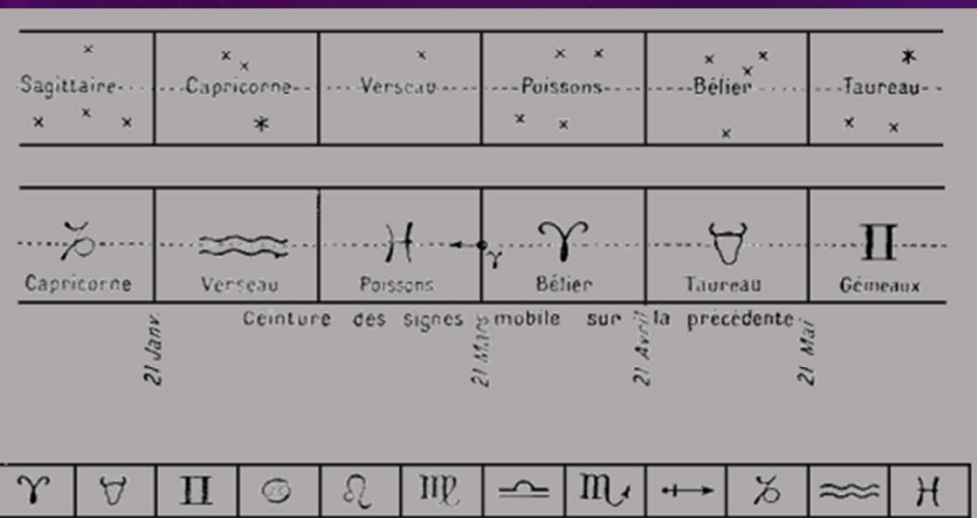 Sagittaire Capricorne Verseau Poissons Bélier Taureau
♑ ♒ ♓ ♈ ♉ ♊
γ
Capricorne Verseau Poissons Bélier Taureau Gémeaux
Ceinture des signes mobile sur la précédente
21 Janv. 21 Mars 21 Avril 21 Mai
♈ ♉ ♊ ♋ ♌ ♍ ♎ ♏ ♐ ♑ ♒ ♓